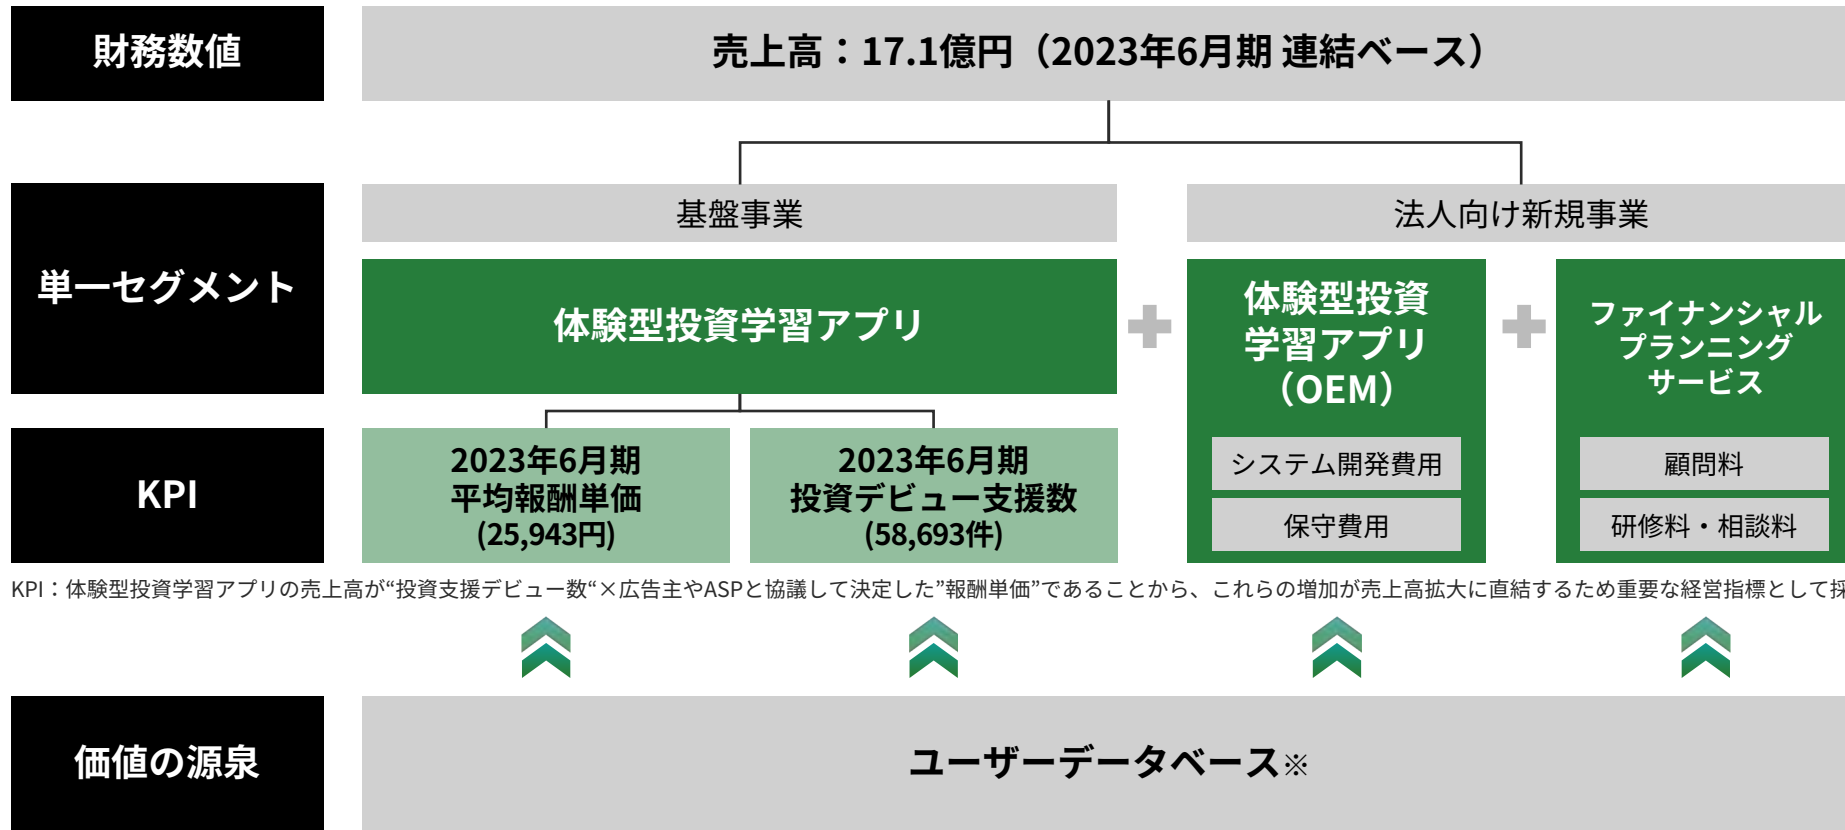 財務数値
売上高：17.1億円（2023年6月期 連結ベース）
単一セグメント
基盤事業
法人向け新規事業
体験型投資学習アプリ
体験型投資
学習アプリ
（OEM）
ファイナンシャル
プランニング
サービス
KPI
2023年6月期
平均報酬単価
(25,943円)
2023年6月期
投資デビュー支援数
(58,693件)
システム開発費用
保守費用
顧問料
研修料・相談料
KPI：体験型投資学習アプリの売上高が“投資支援デビュー数“×広告主やASPと協議して決定した”報酬単価”であることから、これらの増加が売上高拡大に直結するため重要な経営指標として採
価値の源泉
ユーザーデータベース※